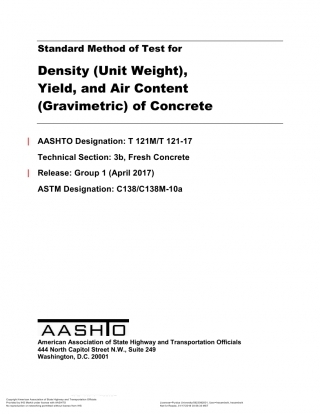 Standard Method of Test for
Density (Unit Weight),
Yield, and Air Content
(Gravimetric) of Concrete
AASHTO Designation: T 121M/T 121-17
Technical Section: 3b, Fresh Concrete
Release: Group 1 (April 2017)
ASTM Designation: C138/C138M-10a
AASHTO
American Association of State Highway and Transportation Officials
444 North Capitol Street N.W., Suite 249
Washington, D.C. 20001